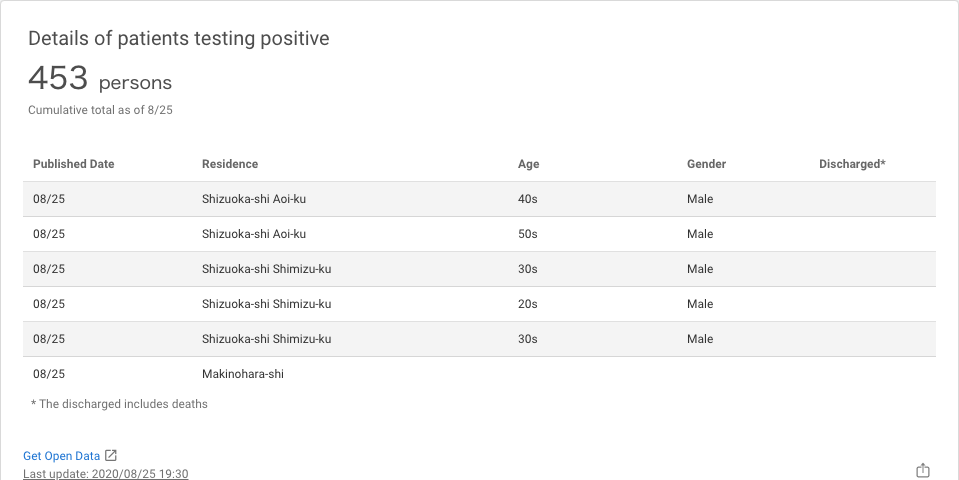 Details of patients testing positive
453 persons
Cumulative total as of 8/25
Published Date Residence Age Gender Discharged*
08/25 Shizuoka-shi Aoi-ku 40s Male
08/25 Shizuoka-shi Aoi-ku 50s Male
08/25 Shizuoka-shi Shimizu-ku 30s Male
08/25 Shizuoka-shi Shimizu-ku 20s Male
08/25 Shizuoka-shi Shimizu-ku 30s Male
08/25 Makinohara-shi
* The discharged includes deaths
Get Open Data
Last update: 2020/08/25 19:30